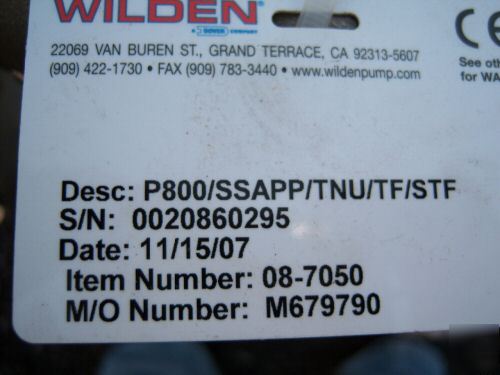 WILDEN®
A DOVER COMPANY
22069 VAN BUREN ST., GRAND TERRACE, CA 92313-5607
(909) 422-1730 • FAX (909) 783-3440 • www.wildenpump.com
CE
See oth
for WA
Desc: P800/SSAPP/TNU/TF/STF
S/N: 0020860295
Date: 11/15/07
Item Number: 08-7050
M/O Number: M679790